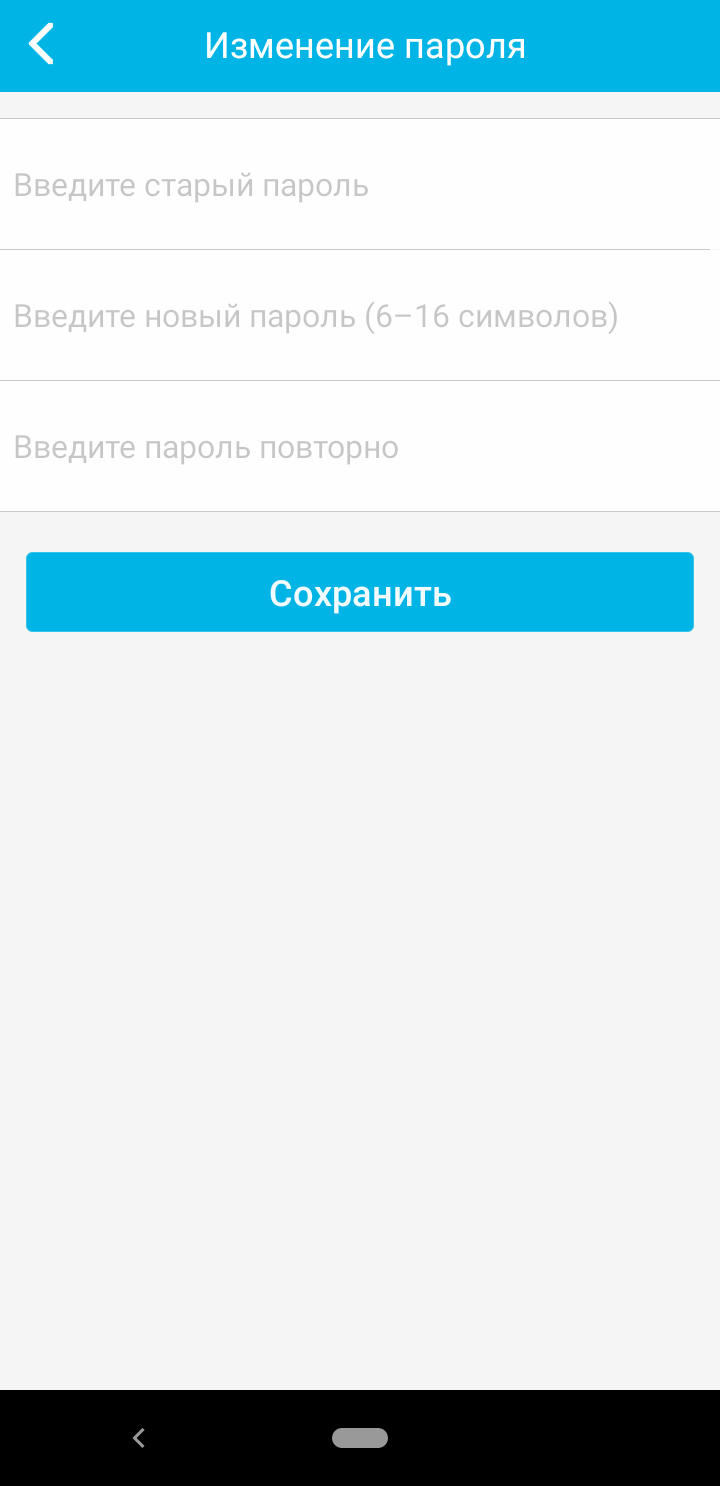 Изменение пароля
Введите старый пароль
Введите новый пароль (6–16 символов)
Введите пароль повторно
Сохранить